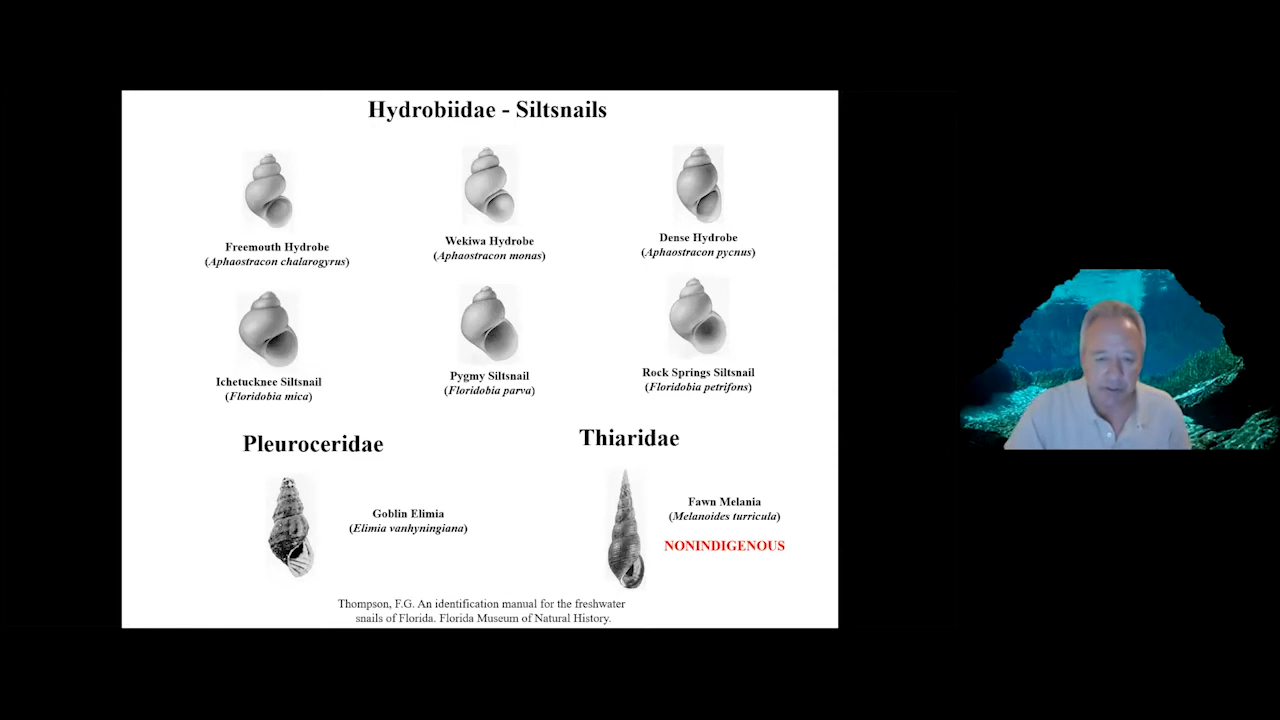 Hydrobiidae - Siltsnails
Freemouth Hydrobe
(Aphaostracon chalarogyrus)
Wekiwa Hydrobe
(Aphaostracon monas)
Dense Hydrobe
(Aphaostracon pycnus)
Ichetucknee Siltsnail
(Floridobia mica)
Pygmy Siltsnail
(Floridobia parva)
Rock Springs Siltsnail
(Floridobia petrifons)
Pleuroceridae
Goblin Elimia
(Elimia vanhyningiana)
Thiaridae
Fawn Melania
(Melanoides turricula)
NONINDIGENOUS
Thompson, F.G. An identification manual for the freshwater
snails of Florida. Florida Museum of Natural History.